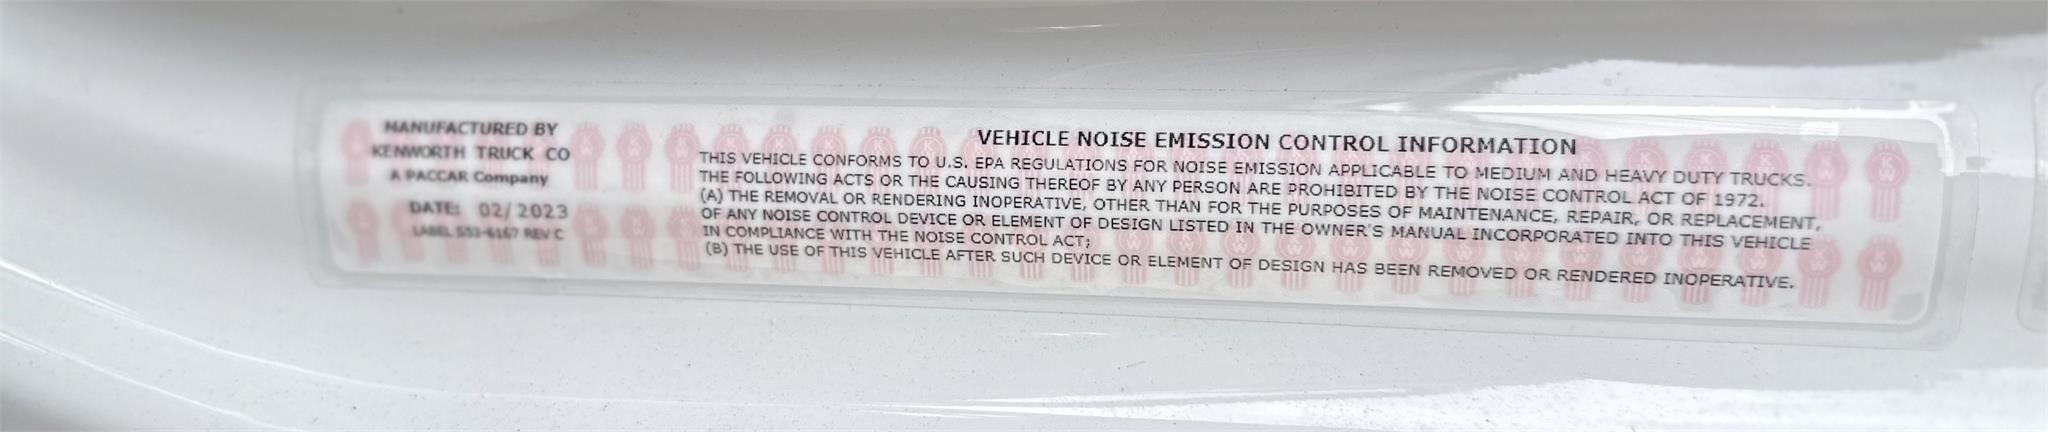 MANUFACTURED BY
KENWORTH TRUCK CO
A PACCAR Company
DATE: 02/2023
LABEL S53-6167 REV C
VEHICLE NOISE EMISSION CONTROL INFORMATION
THIS VEHICLE CONFORMS TO U.S. EPA REGULATIONS FOR NOISE EMISSION APPLICABLE TO MEDIUM AND HEAVY DUTY TRUCKS.
THE FOLLOWING ACTS OR THE CAUSING THEREOF BY ANY PERSON ARE PROHIBITED BY THE NOISE CONTROL ACT OF 1972.
(A) THE REMOVAL OR RENDERING INOPERATIVE, OTHER THAN FOR THE PURPOSES OF MAINTENANCE, REPAIR, OR REPLACEMENT,
OF ANY NOISE CONTROL DEVICE OR ELEMENT OF DESIGN LISTED IN THE OWNER'S MANUAL INCORPORATED INTO THIS VEHICLE
IN COMPLIANCE WITH THE NOISE CONTROL ACT;
(B) THE USE OF THIS VEHICLE AFTER SUCH DEVICE OR ELEMENT OF DESIGN HAS BEEN REMOVED OR RENDERED INOPERATIVE.